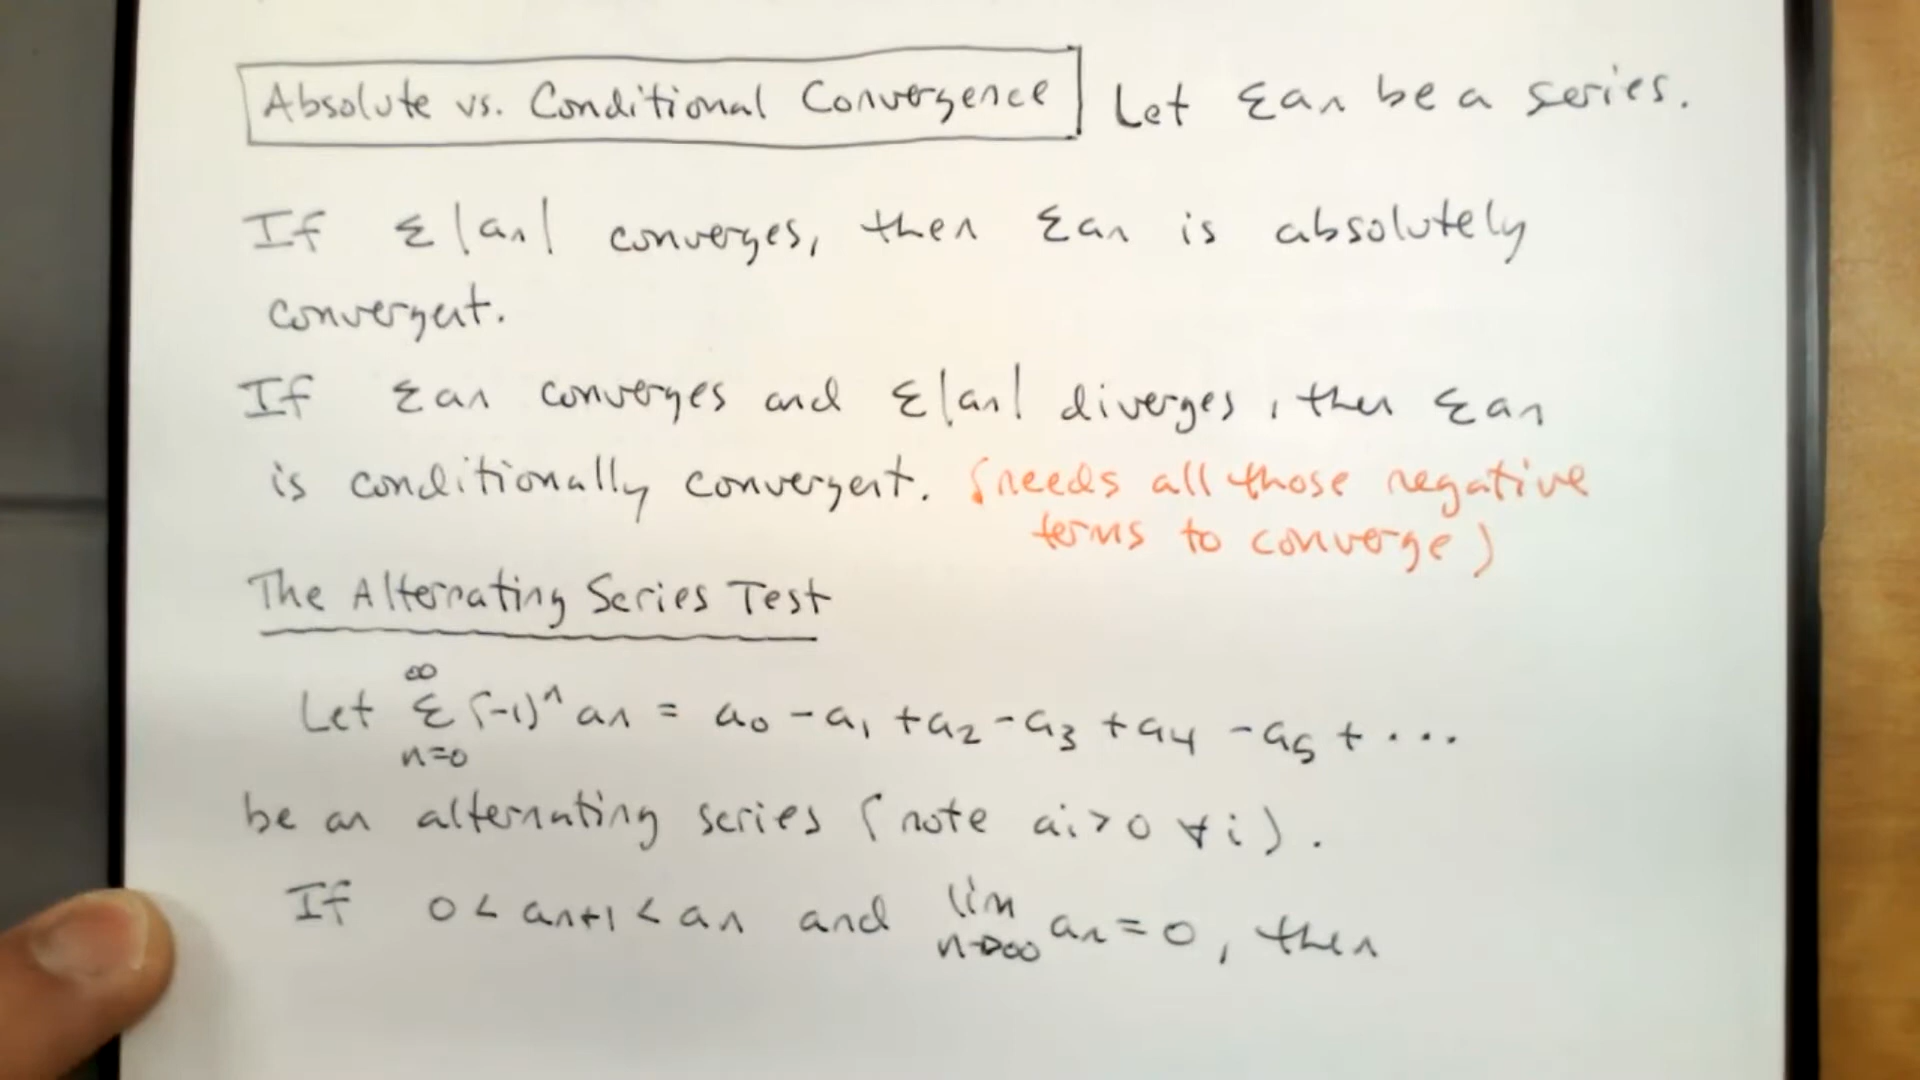 Absolute vs. Conditional Convergence Let Σan be a series.
If Σ|an| converges, then Σan is absolutely
convergent.
If Σan converges and Σ|an| diverges, then Σan
is conditionally convergent. (needs all those negative
terms to converge)
The Alternating Series Test
∞
Let Σ (-1)^n an = a0 - a1 + a2 - a3 + a4 - a5 + ...
n=0
be an alternating series (note ai > 0 ∀i).
If 0 < an+1 < an and lim an = 0, then
n→∞